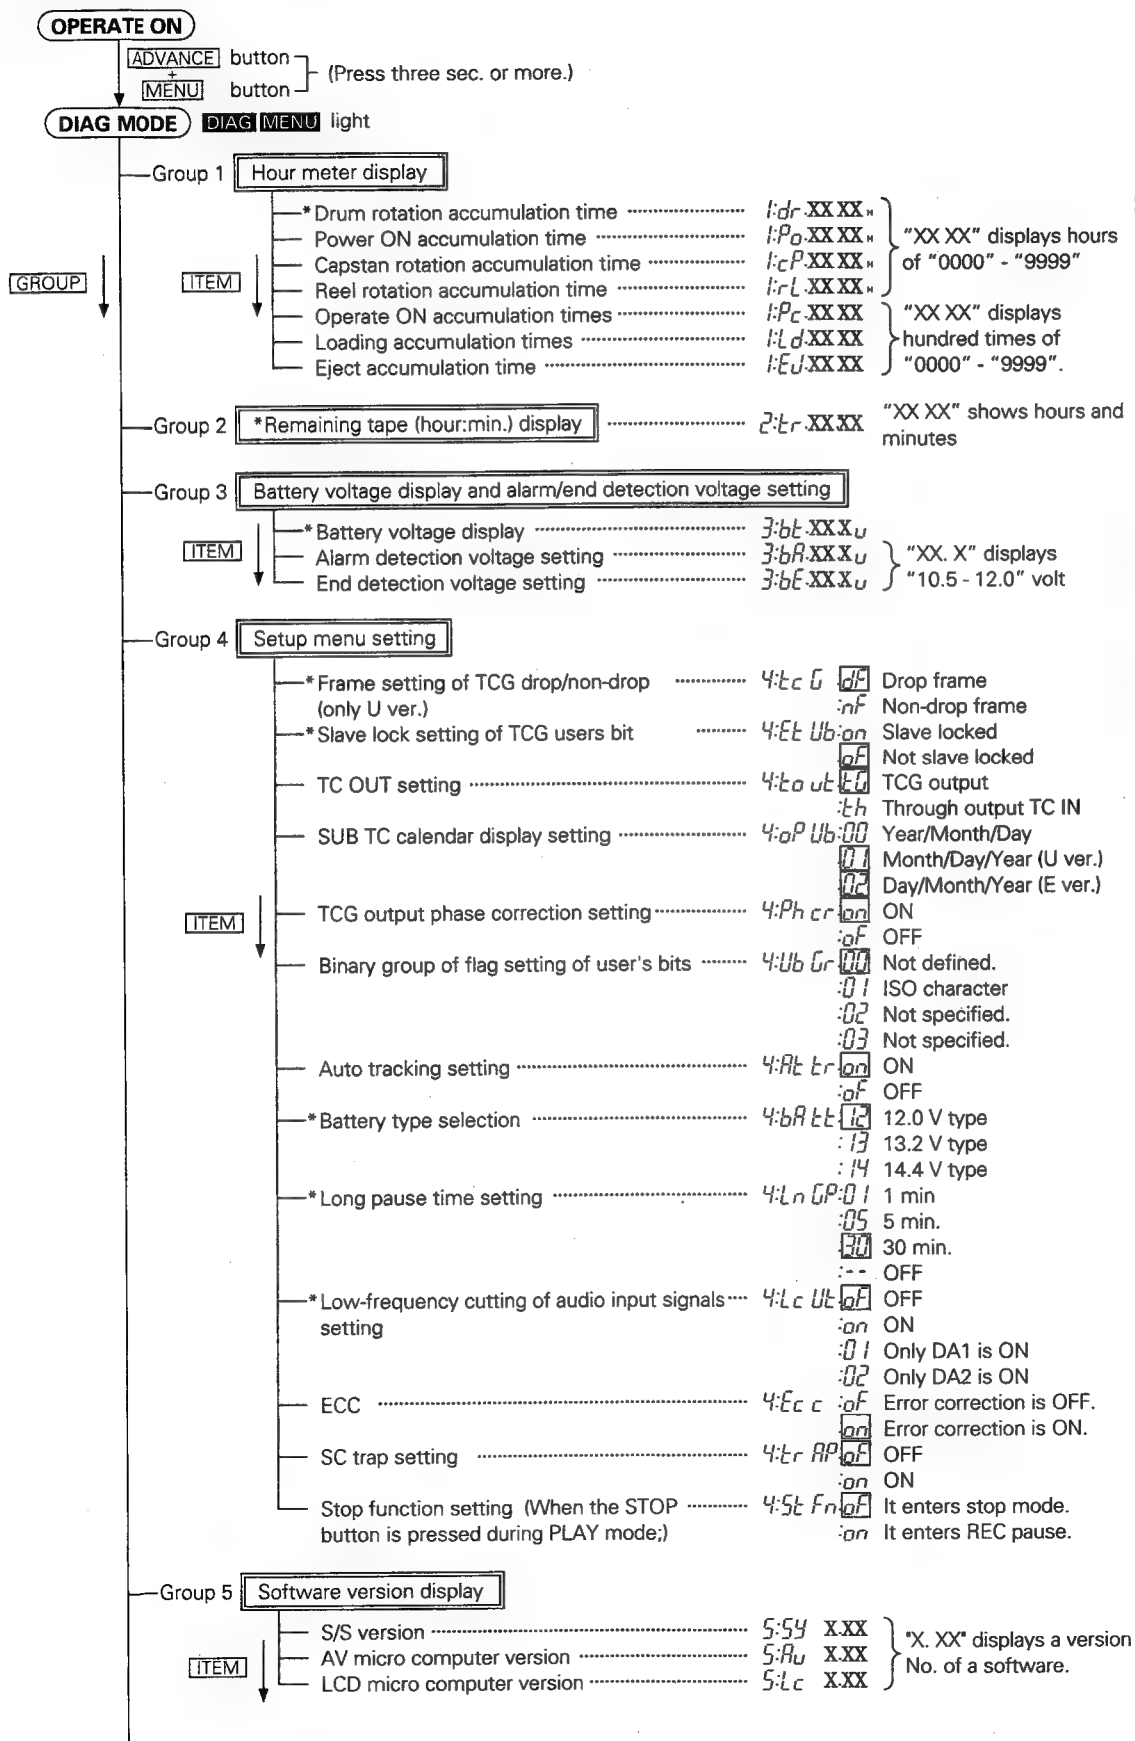 OPERATE ON
ADVANCE button
+
MENU button
(Press three sec. or more.)
DIAG MODE DIAG MENU light
Group 1 Hour meter display
*Drum rotation accumulation time 1:dr.XX XX H
Power ON accumulation time 1:Po.XX XX H
Capstan rotation accumulation time 1:cP.XX XX H
Reel rotation accumulation time 1:rL.XX XX H
"XX XX" displays hours
of "0000" - "9999"
GROUP
ITEM
Operate ON accumulation times 1:Pc.XX XX
Loading accumulation times 1:Ld.XX XX
Eject accumulation time 1:EJ.XX XX
"XX XX" displays
hundred times of
"0000" - "9999".
Group 2 *Remaining tape (hour:min.) display 2:tr.XX XX
"XX XX" shows hours and
minutes
Group 3 Battery voltage display and alarm/end detection voltage setting
ITEM
*Battery voltage display 3:bt.XX X u
Alarm detection voltage setting 3:bA.XX X u
End detection voltage setting 3:bE.XX X u
"XX. X" displays
"10.5 - 12.0" volt
Group 4 Setup menu setting
*Frame setting of TCG drop/non-drop 4:tc G dF Drop frame
(only U ver.) :nF Non-drop frame
*Slave lock setting of TCG users bit 4:Et Ub:on Slave locked
oF Not slave locked
TC OUT setting 4:to ut tG TCG output
:th Through output TC IN
SUB TC calendar display setting 4:oP Ub:00 Year/Month/Day
01 Month/Day/Year (U ver.)
02 Day/Month/Year (E ver.)
ITEM
TCG output phase correction setting 4:Ph cr on ON
:oF OFF
Binary group of flag setting of user's bits 4:Ub Gr 00 Not defined.
:01 ISO character
:02 Not specified.
:03 Not specified.
Auto tracking setting 4:At tr on ON
:oF OFF
*Battery type selection 4:bA tt 12 12.0 V type
:13 13.2 V type
:14 14.4 V type
*Long pause time setting 4:Ln GP:01 1 min
:05 5 min.
30 30 min.
:-- OFF
*Low-frequency cutting of audio input signals 4:Lc Ut oF OFF
setting :on ON
:01 Only DA1 is ON
:02 Only DA2 is ON
ECC 4:Ec c :oF Error correction is OFF.
on Error correction is ON.
SC trap setting 4:tr AP oF OFF
:on ON
Stop function setting (When the STOP 4:St Fn oF It enters stop mode.
button is pressed during PLAY mode;) :on It enters REC pause.
Group 5 Software version display
ITEM
S/S version 5:SY X.XX
AV micro computer version 5:Au X.XX
LCD micro computer version 5:Lc X.XX
"X. XX" displays a version
No. of a software.